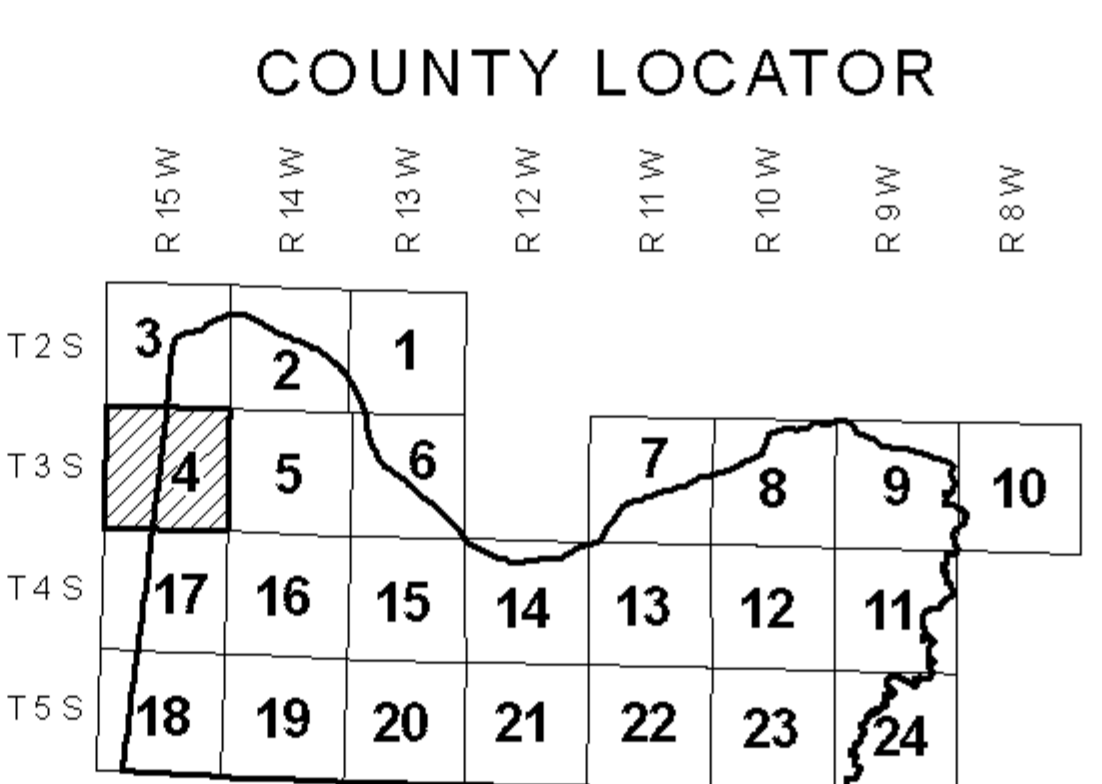 COUNTY LOCATOR
R 15 W R 14 W R 13 W R 12 W R 11 W R 10 W R 9 W R 8 W
T 2 S 3 2 1
T 3 S 4 5 6 7 8 9 10
T 4 S 17 16 15 14 13 12 11
T 5 S 18 19 20 21 22 23 24